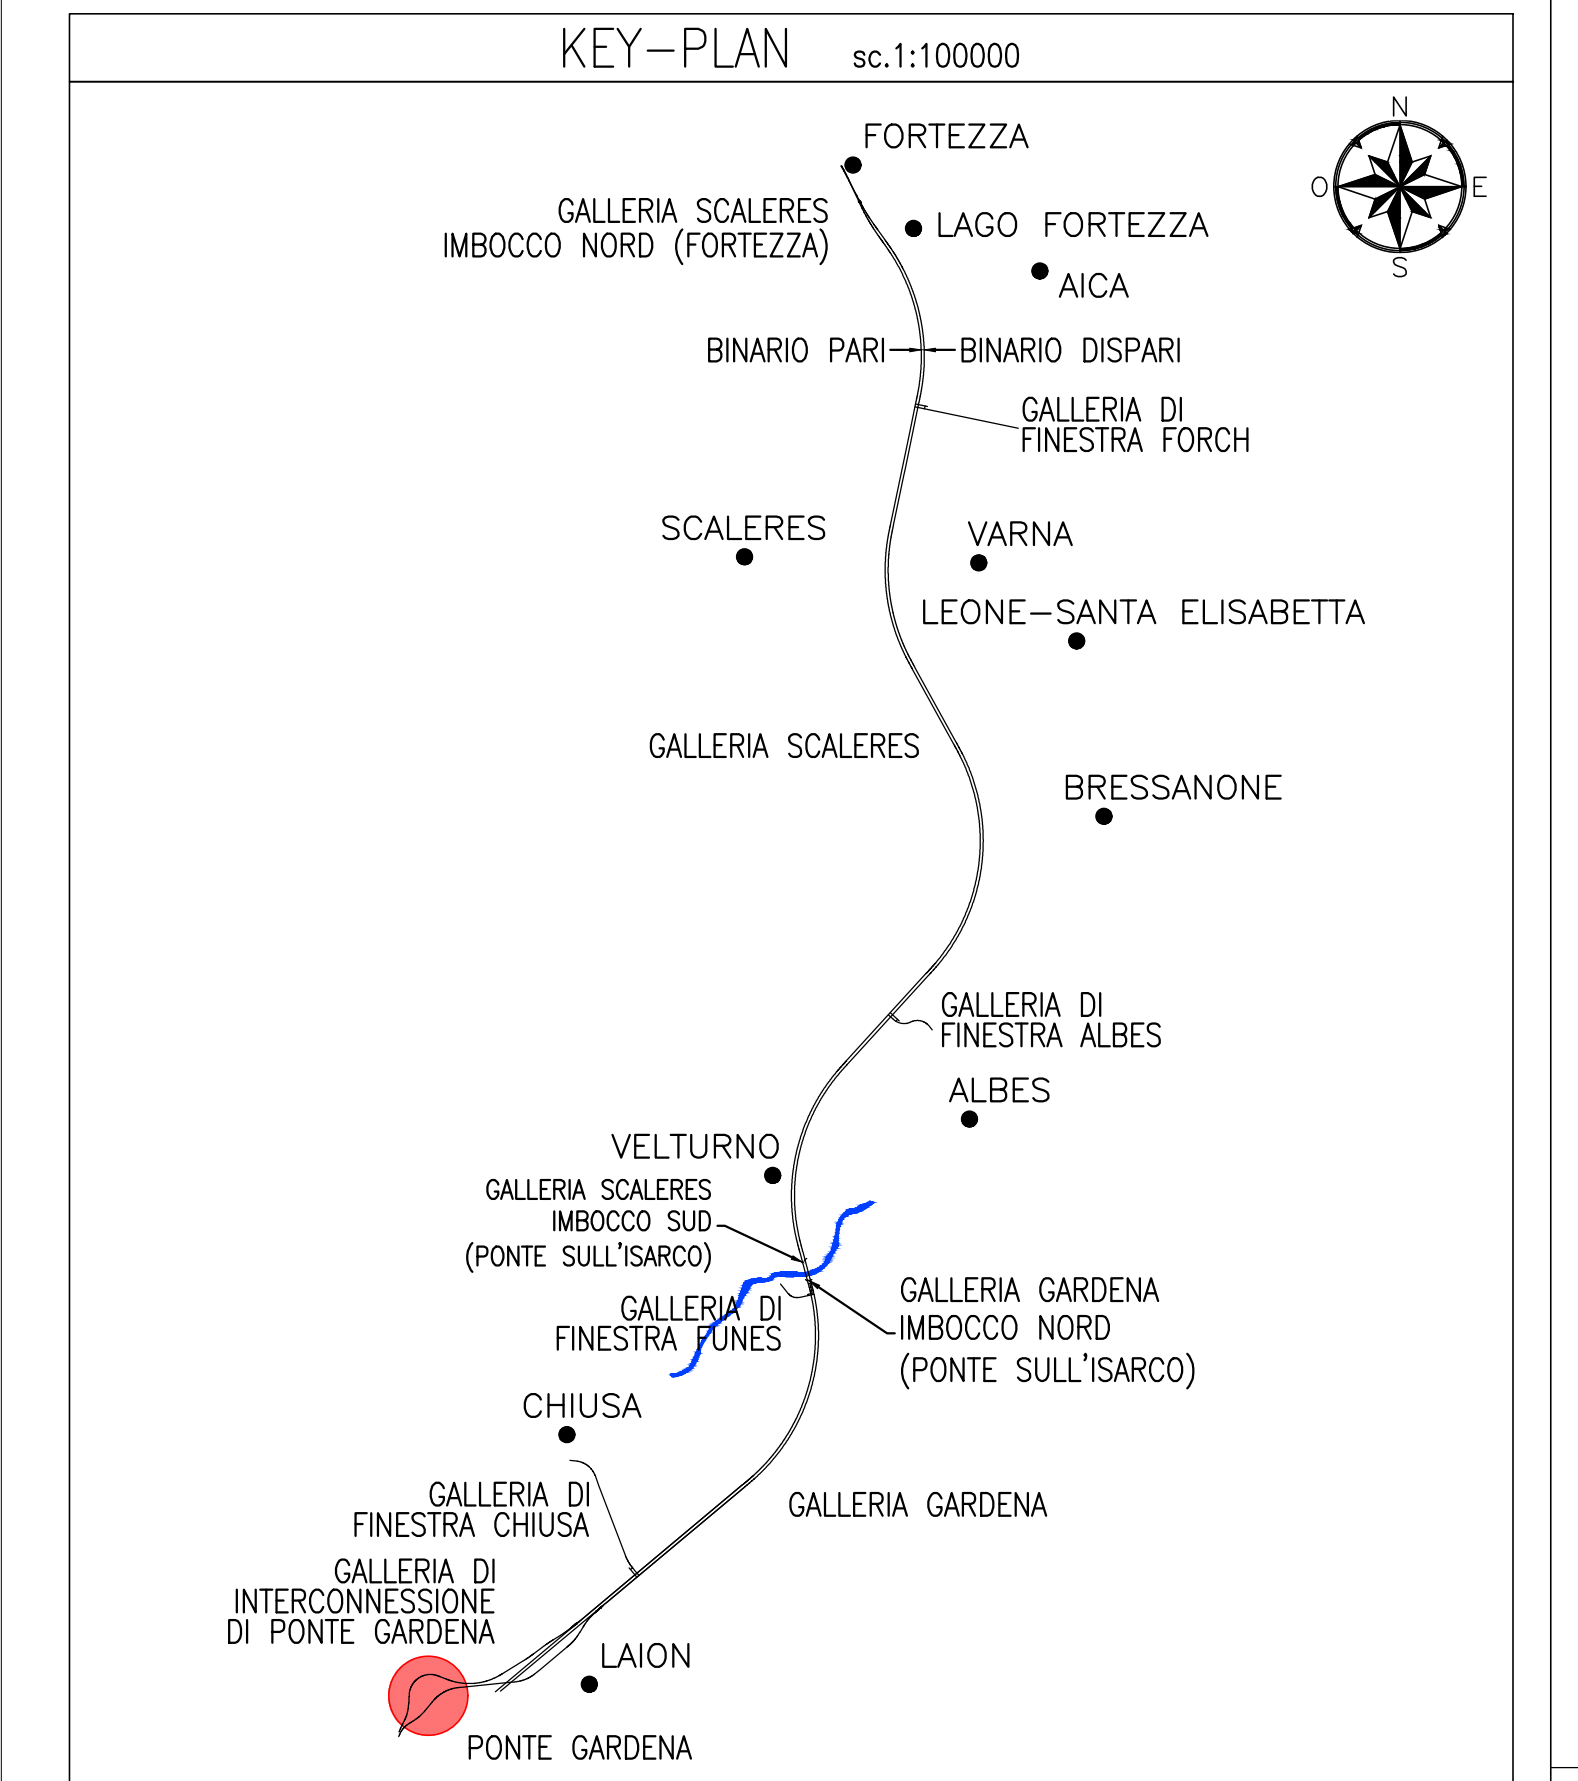 KEY-PLAN sc.1:100000
N
O
E
S
FORTEZZA
GALLERIA SCALERES
IMBOCCO NORD (FORTEZZA)
LAGO FORTEZZA
AICA
BINARIO PARI
BINARIO DISPARI
GALLERIA DI
FINESTRA FORCH
SCALERES
VARNA
LEONE-SANTA ELISABETTA
GALLERIA SCALERES
BRESSANONE
GALLERIA DI
FINESTRA ALBES
ALBES
VELTURNO
GALLERIA SCALERES
IMBOCCO SUD
(PONTE SULL'ISARCO)
GALLERIA GARDENA
IMBOCCO NORD
(PONTE SULL'ISARCO)
GALLERIA DI
FINESTRA FUNES
CHIUSA
GALLERIA DI
FINESTRA CHIUSA
GALLERIA GARDENA
GALLERIA DI
INTERCONNESSIONE
DI PONTE GARDENA
LAION
PONTE GARDENA